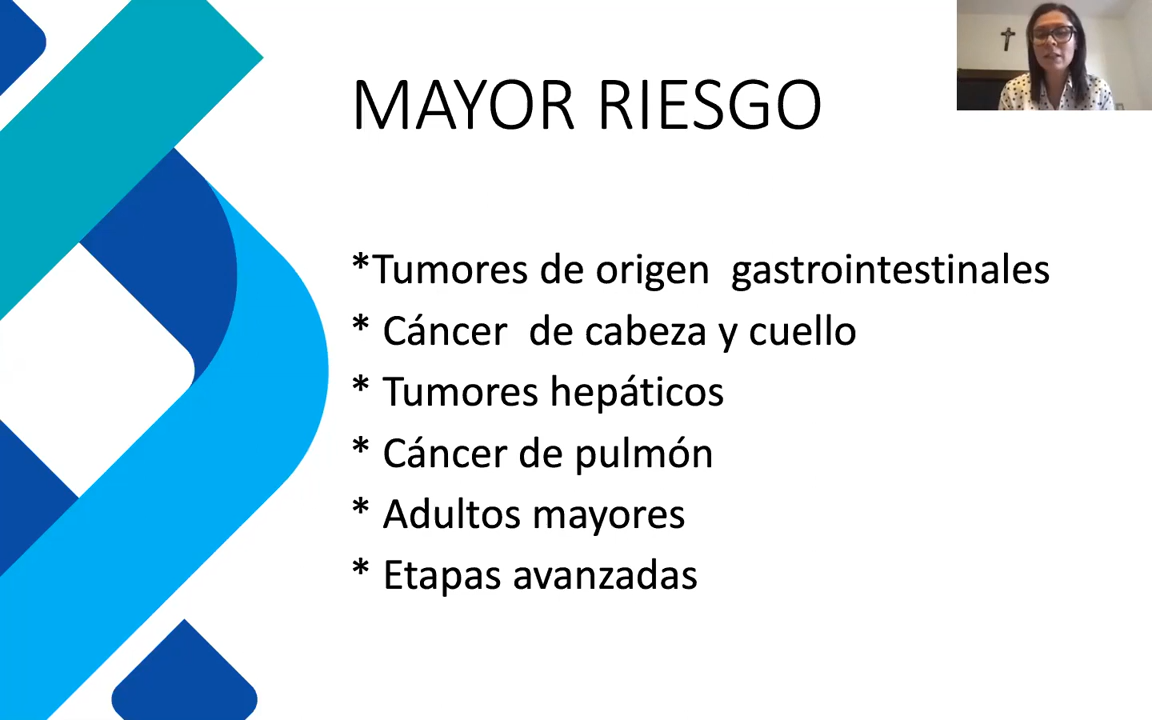 MAYOR RIESGO
*Tumores de origen gastrointestinales
* Cáncer de cabeza y cuello
* Tumores hepáticos
* Cáncer de pulmón
* Adultos mayores
* Etapas avanzadas